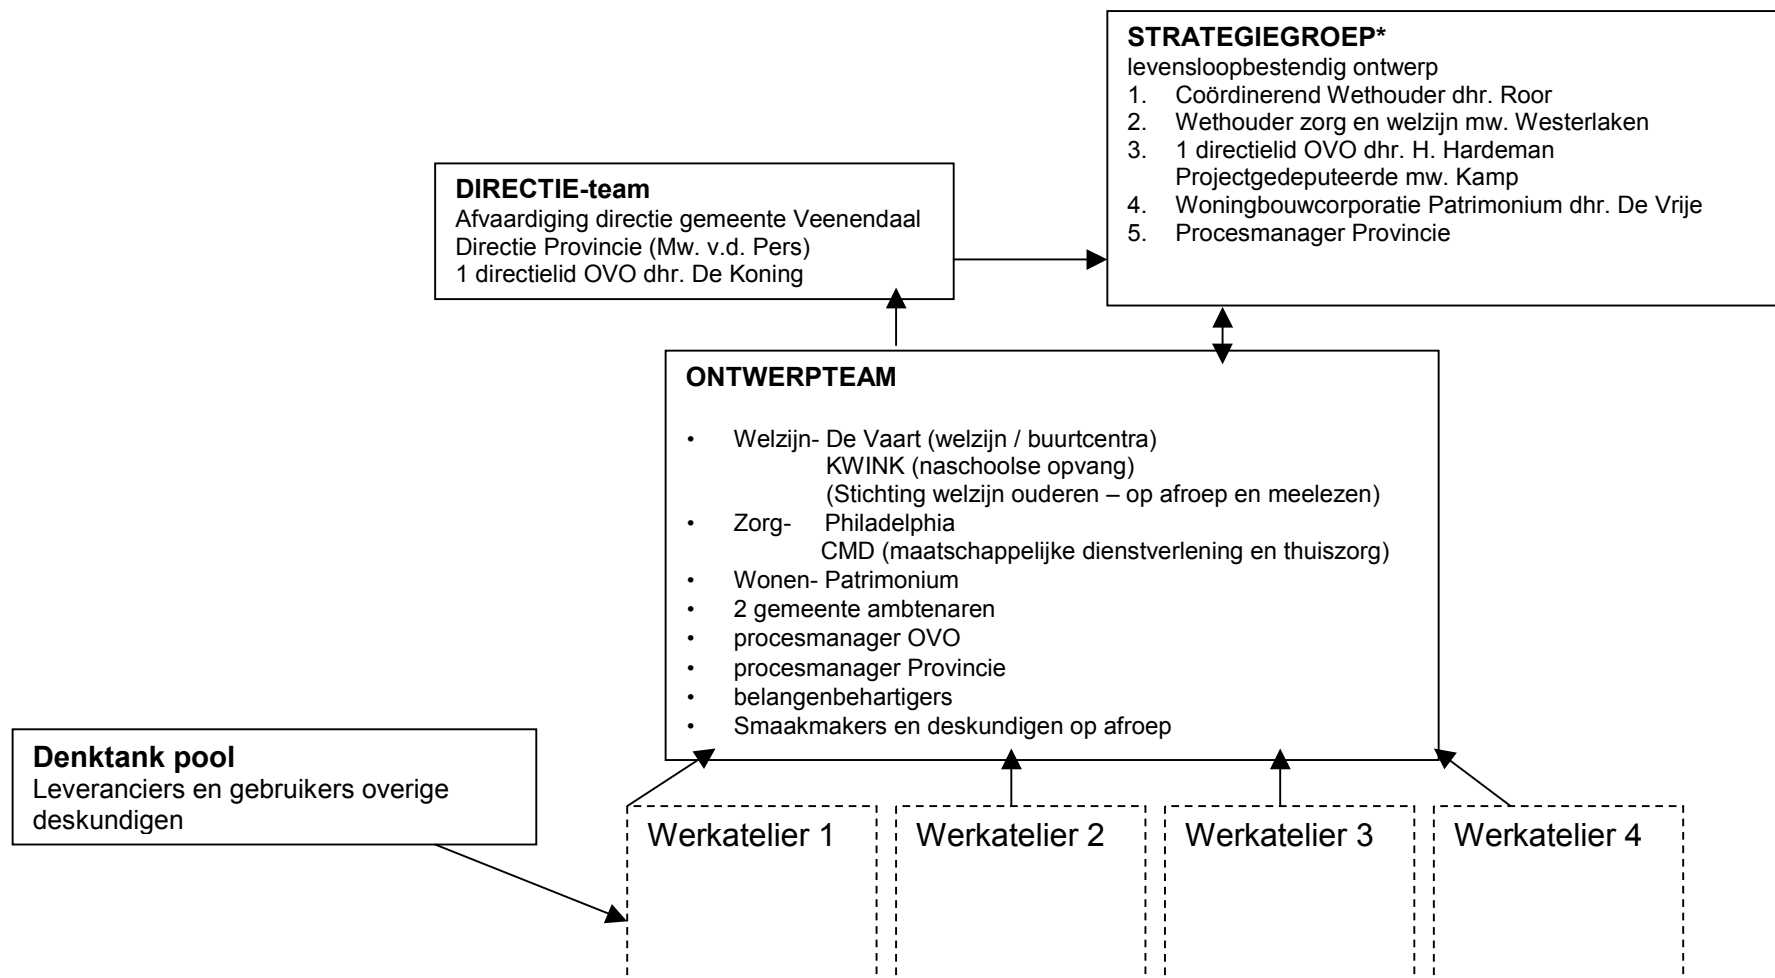 STRATEGIEGROEP*
levensloopbestendig ontwerp
1. Coördinerend Wethouder dhr. Roor
2. Wethouder zorg en welzijn mw. Westerlaken
3. 1 directielid OVO dhr. H. Hardeman
Projectgedeputeerde mw. Kamp
4. Woningbouwcorporatie Patrimonium dhr. De Vrije
5. Procesmanager Provincie
DIRECTIE-team
Afvaardiging directie gemeente Veenendaal
Directie Provincie (Mw. v.d. Pers)
1 directielid OVO dhr. De Koning
ONTWERPTEAM
• Welzijn- De Vaart (welzijn / buurtcentra)
KWINK (naschoolse opvang)
(Stichting welzijn ouderen – op afroep en meelezen)
• Zorg- Philadelphia
CMD (maatschappelijke dienstverlening en thuiszorg)
• Wonen- Patrimonium
• 2 gemeente ambtenaren
• procesmanager OVO
• procesmanager Provincie
• belangenbehartigers
• Smaakmakers en deskundigen op afroep
Denktank pool
Leveranciers en gebruikers overige
deskundigen
Werkatelier 1
Werkatelier 2
Werkatelier 3
Werkatelier 4